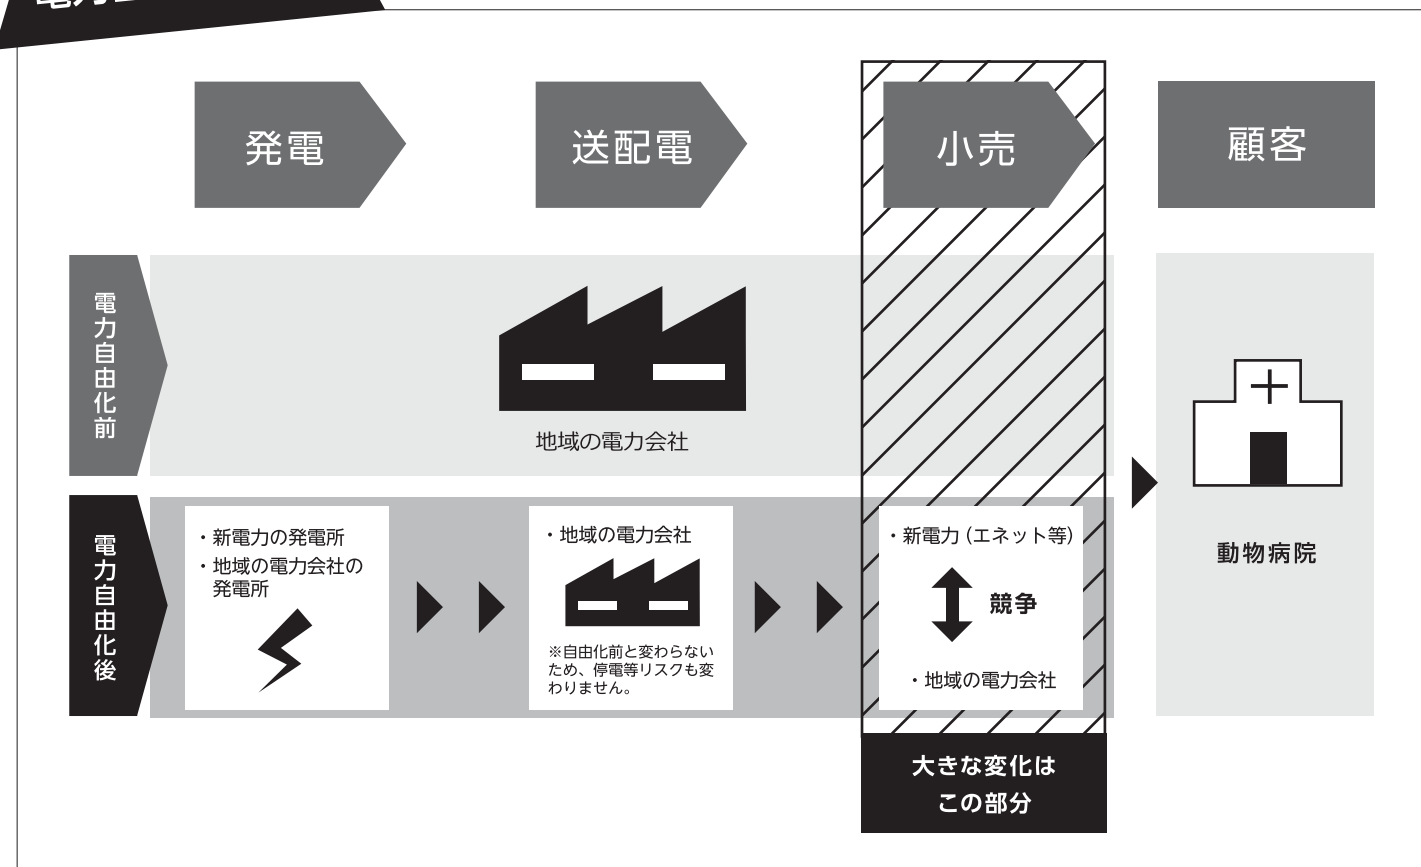 発電
送配電
小売
顧客
電力自由化前
地域の電力会社
電力自由化後
・新電力の発電所
・地域の電力会社の
発電所
・地域の電力会社
※自由化前と変わらない
ため、停電等リスクも変
わりません。
・新電力（エネット等）
競争
・地域の電力会社
動物病院
大きな変化は
この部分